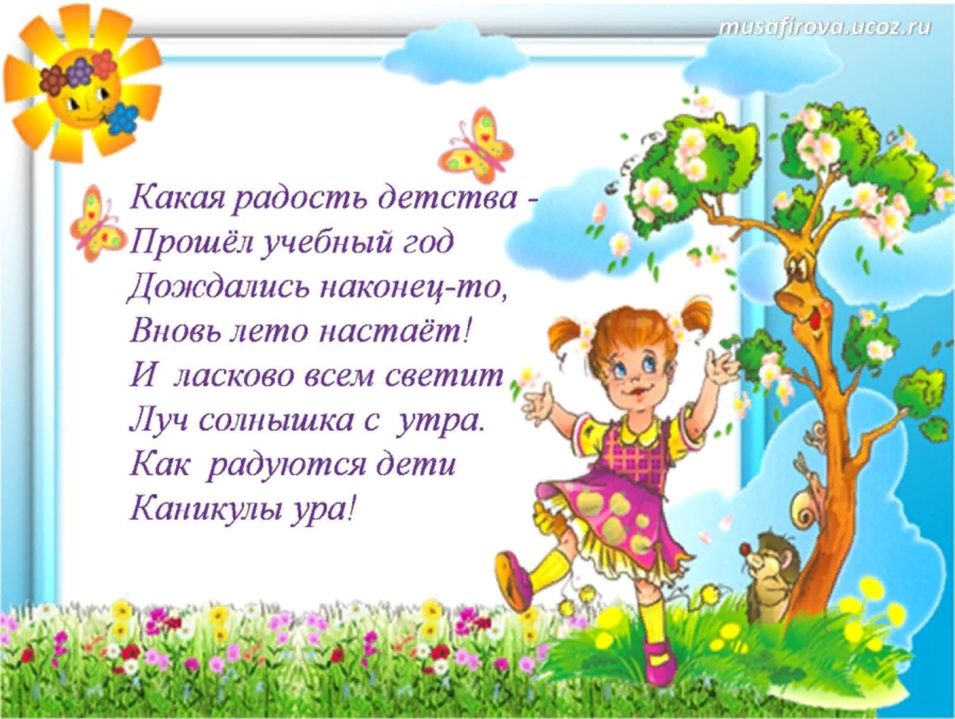 musafirova.ucoz.ru
Какая радость детства -
Прошёл учебный год
Дождались наконец-то,
Вновь лето настаёт!
И ласково всем светит
Луч солнышка с утра.
Как радуются дети
Каникулы ура!